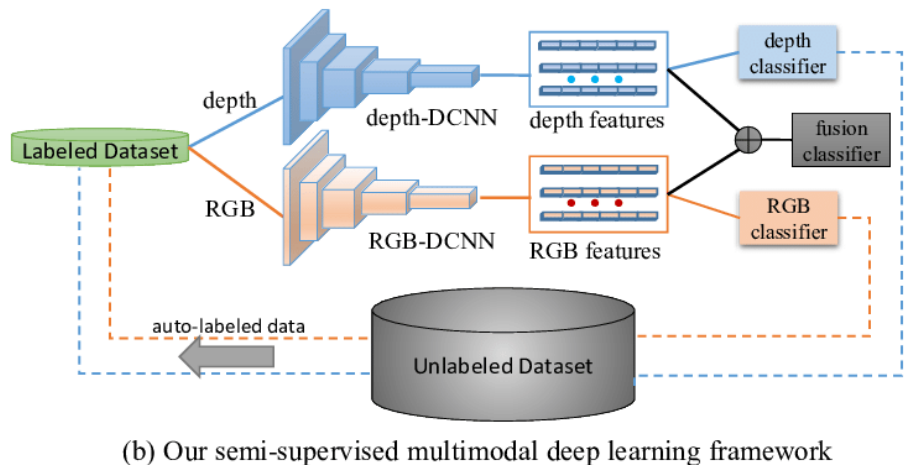 depth
depth-DCNN
depth features
depth
classifier
Labeled Dataset
fusion
classifier
RGB
RGB-DCNN
RGB features
RGB
classifier
auto-labeled data
Unlabeled Dataset
(b) Our semi-supervised multimodal deep learning framework